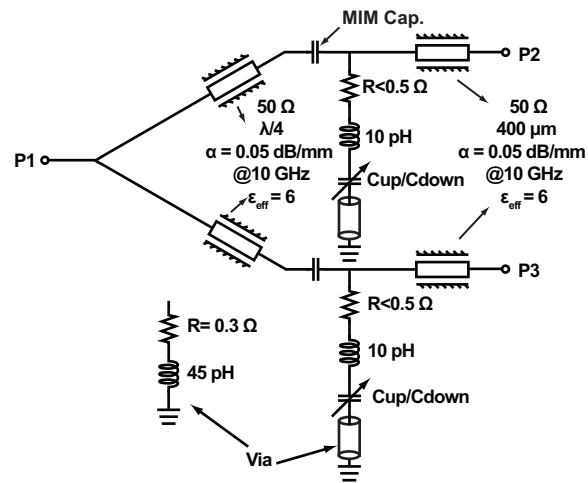 MIM Cap.
P2
R<0.5 Ω
50 Ω
λ/4
α = 0.05 dB/mm
@10 GHz
ε_eff = 6
10 pH
Cup/Cdown
50 Ω
400 µm
α = 0.05 dB/mm
@10 GHz
ε_eff = 6
P1
P3
R<0.5 Ω
10 pH
Cup/Cdown
R= 0.3 Ω
45 pH
Via